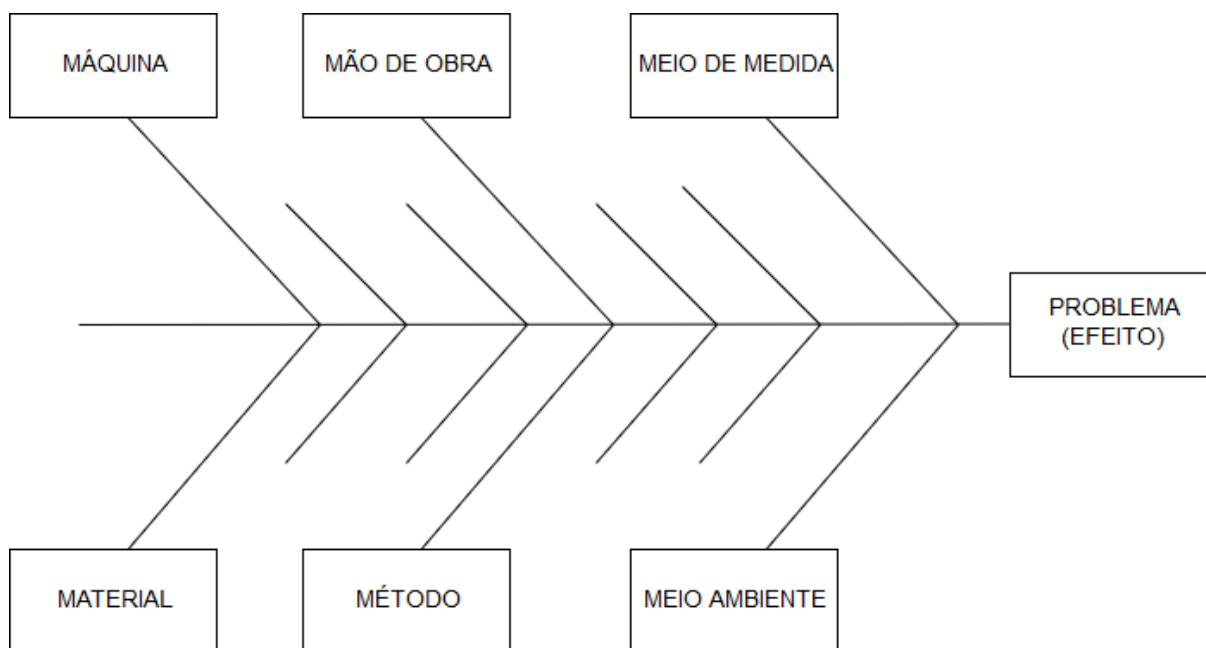 MÁQUINA
MÃO DE OBRA
MEIO DE MEDIDA
PROBLEMA
(EFEITO)
MATERIAL
MÉTODO
MEIO AMBIENTE